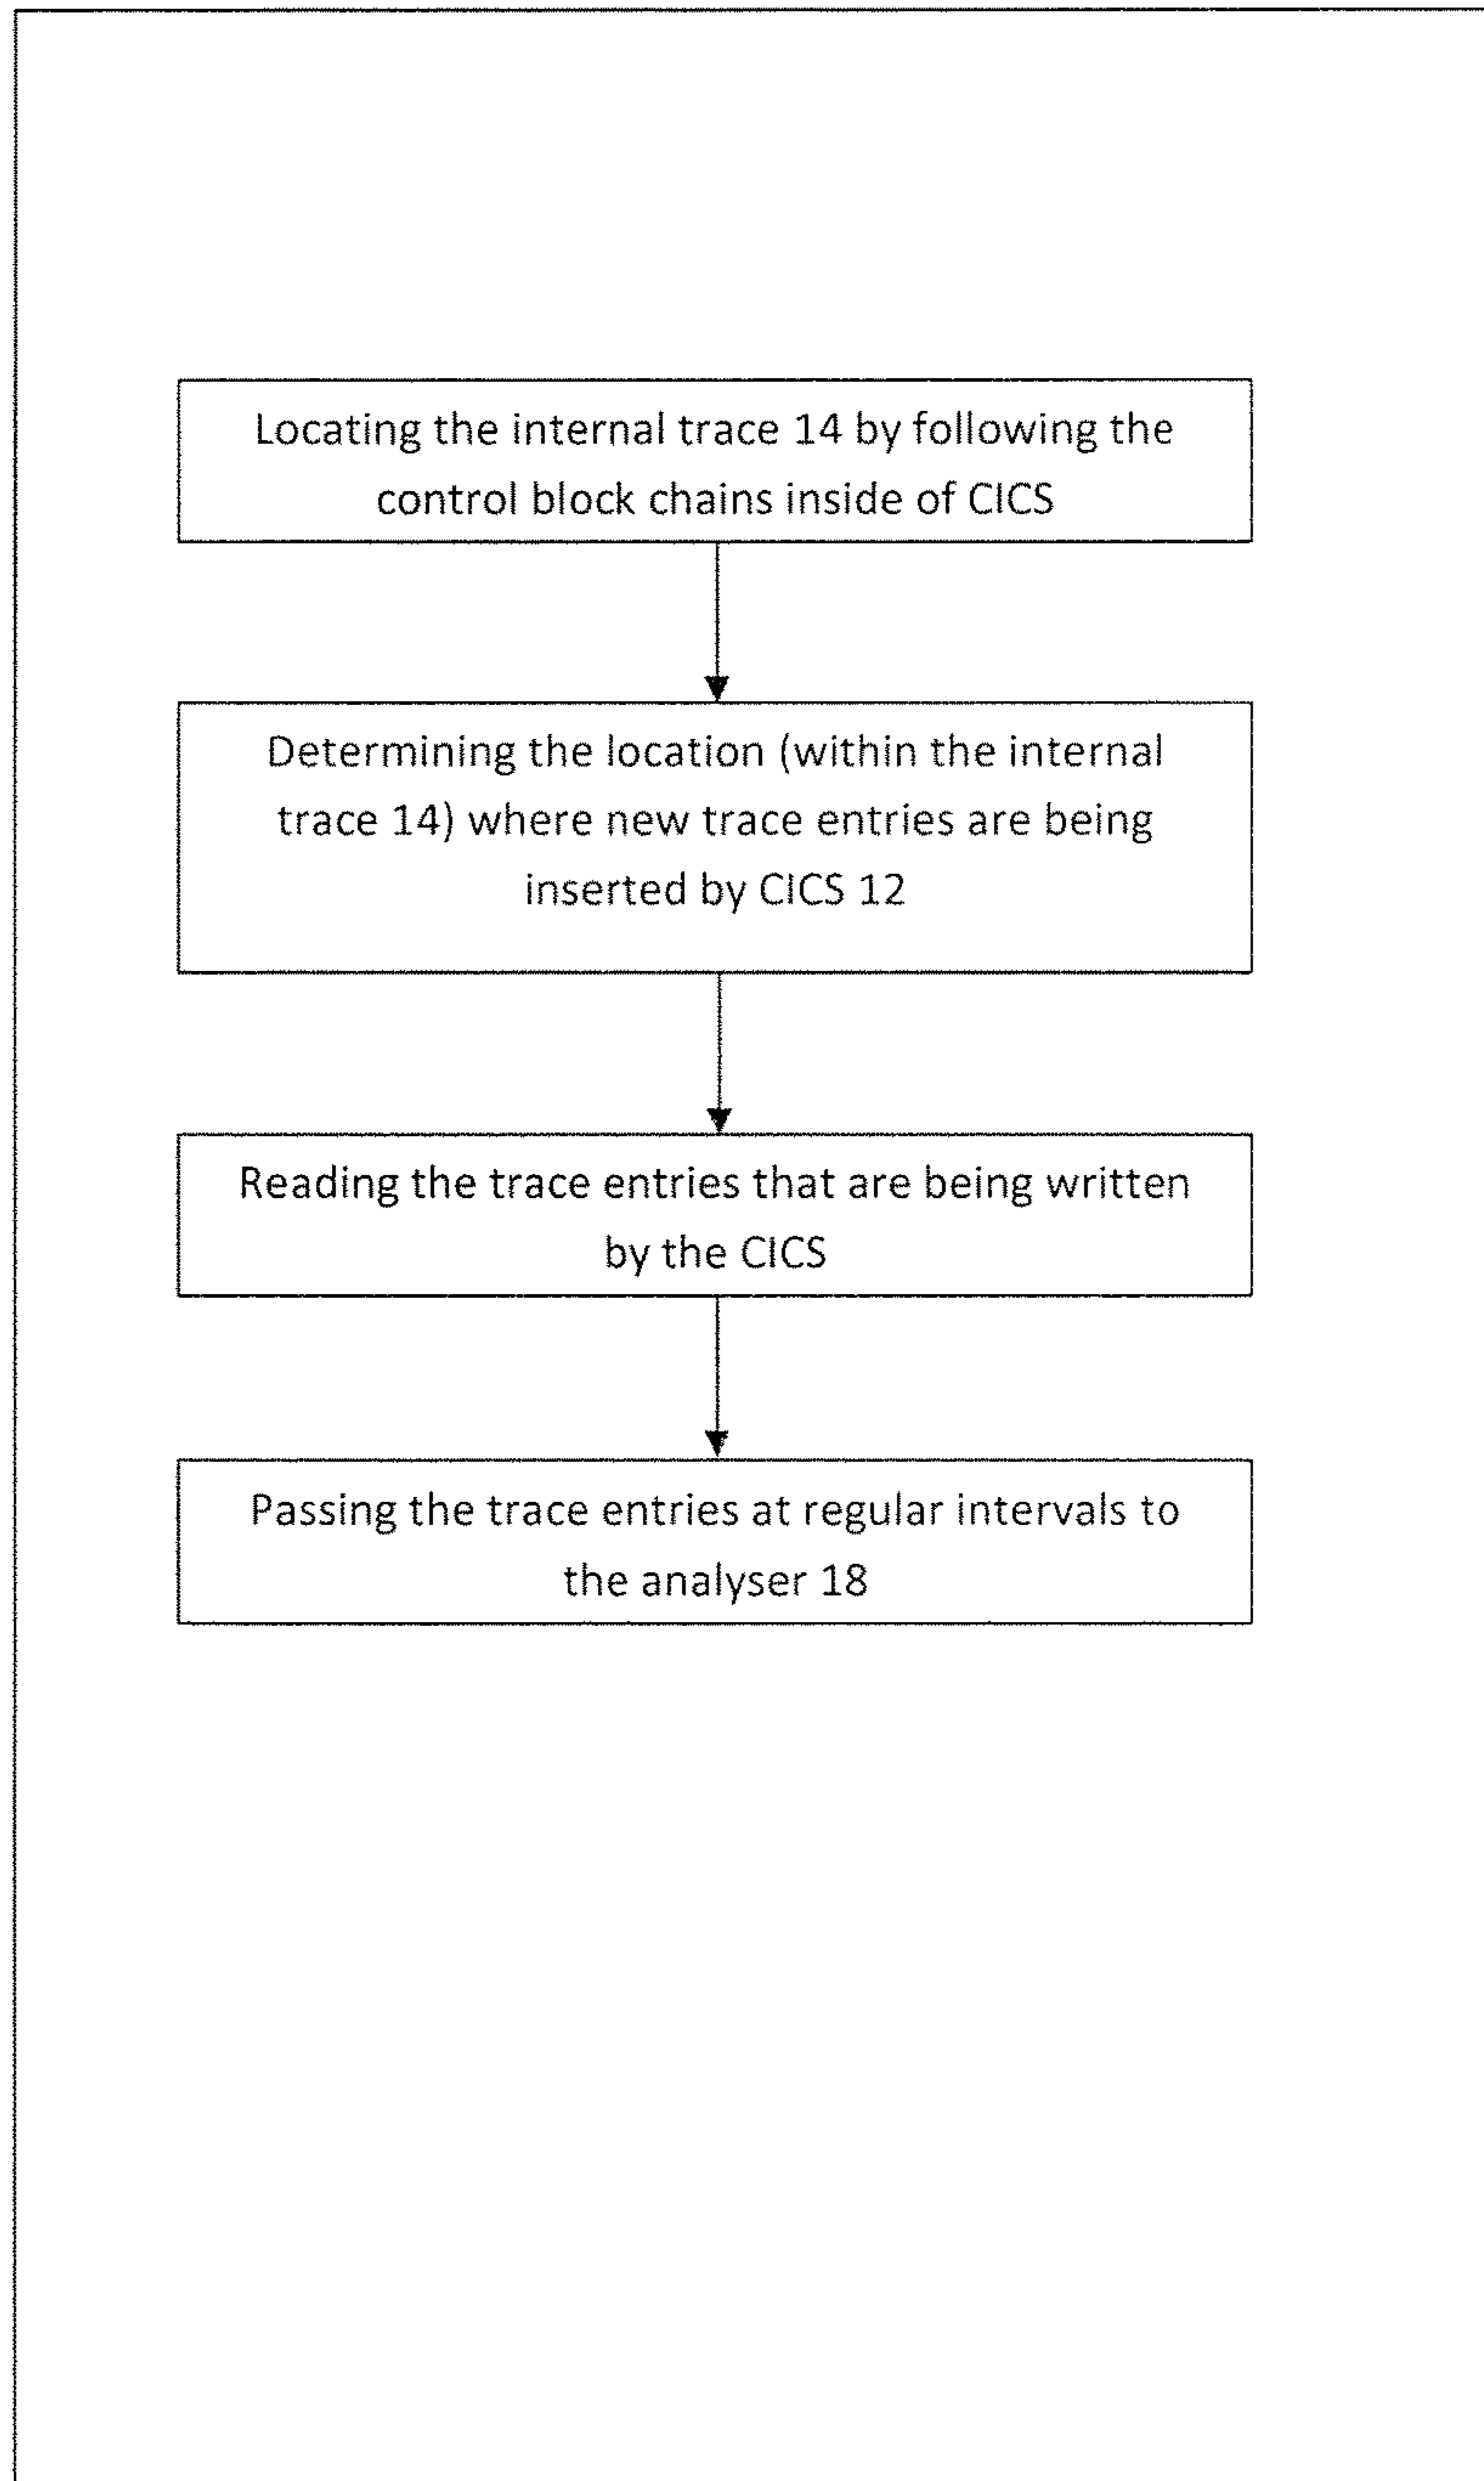 Locating the internal trace 14 by following the
control block chains inside of CICS
Determining the location (within the internal
trace 14) where new trace entries are being
inserted by CICS 12
Reading the trace entries that are being written
by the CICS
Passing the trace entries at regular intervals to
the analyser 18